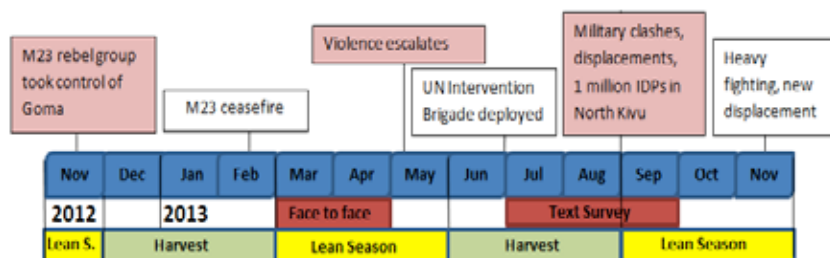 M23 rebel group
took control of
Goma
M23 ceasefire
Violence escalates
UN Intervention
Brigade deployed
Military clashes,
displacements,
1 million IDPs in
North Kivu
Heavy
fighting, new
displacement
Nov Dec Jan Feb Mar Apr May Jun Jul Aug Sep Oct Nov
2012 2013 Face to face Text Survey
Lean S. Harvest Lean Season Harvest Lean Season